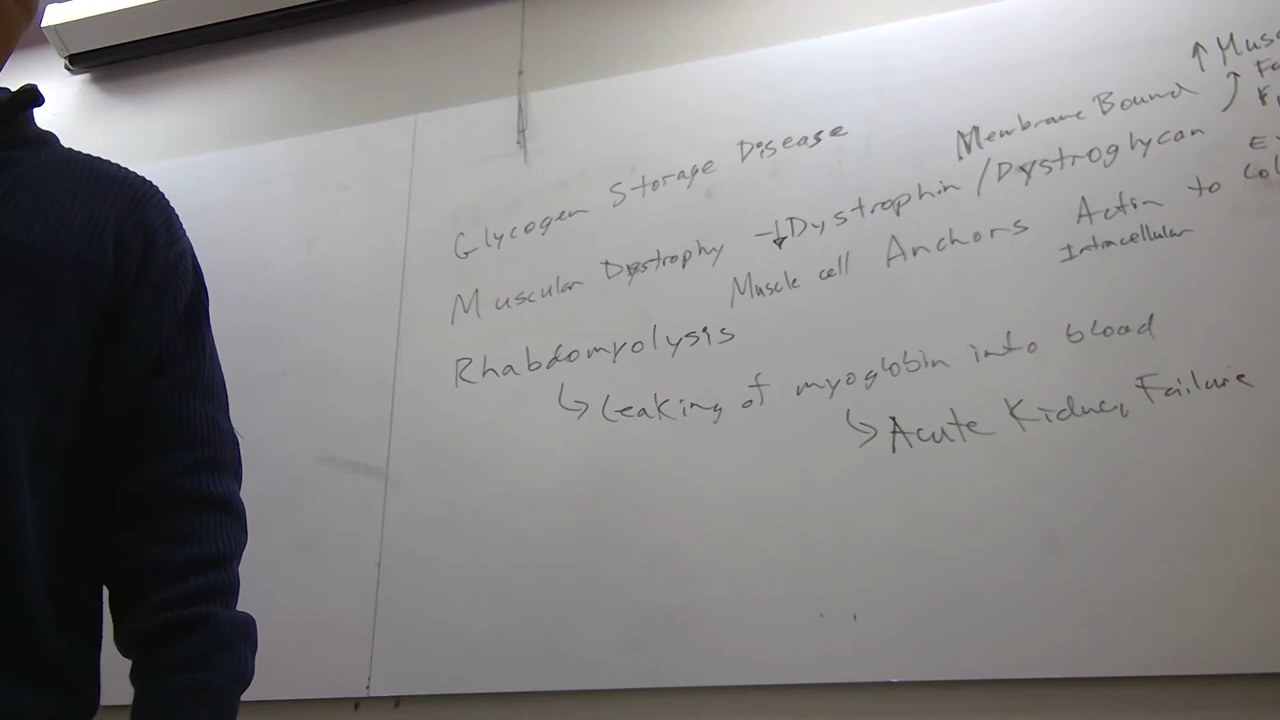 Glycogen Storage Disease
Membrane Bound ↑
Muscular Dystrophy → ↓Dystrophin / Dystroglycan
Muscle cell Anchors Actin to
Intracellular
Rhabdomyolysis
↳ Leaking of myoglobin into blood
↳ Acute Kidney Failure